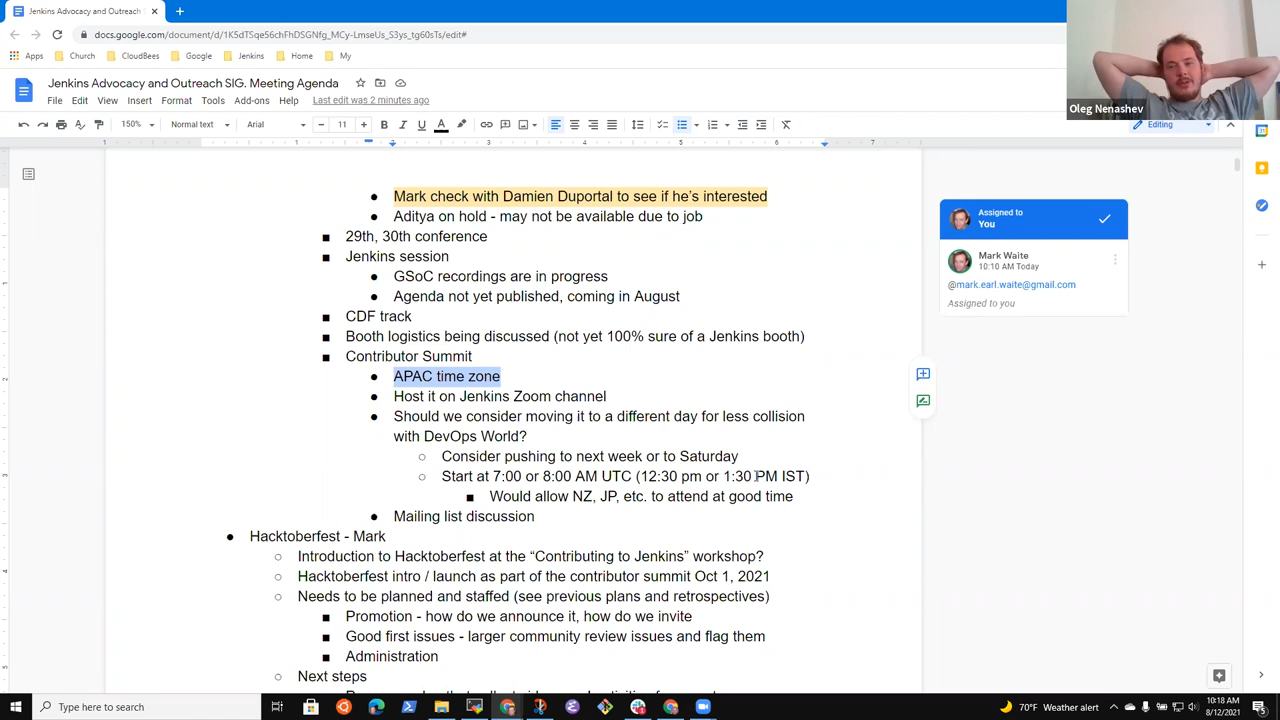 Jenkins Advocacy and Outreach S
docs.google.com/document/d/1K5dTSqe56chFhDSGNfg_MCy-LmseUs_S3ys_tg60sTs/edit#
Apps Church CloudBees Google Jenkins Home My
Jenkins Advocacy and Outreach SIG. Meeting Agenda
File Edit View Insert Format Tools Add-ons Help Last edit was 2 minutes ago
150% Normal text Arial 11 B I U A Editing
Oleg Nenashev
1 3 4 5 6 7
● Mark check with Damien Duportal to see if he's interested
● Aditya on hold - may not be available due to job
■ 29th, 30th conference
■ Jenkins session
● GSoC recordings are in progress
● Agenda not yet published, coming in August
■ CDF track
■ Booth logistics being discussed (not yet 100% sure of a Jenkins booth)
■ Contributor Summit
● APAC time zone
● Host it on Jenkins Zoom channel
● Should we consider moving it to a different day for less collision
with DevOps World?
○ Consider pushing to next week or to Saturday
○ Start at 7:00 or 8:00 AM UTC (12:30 pm or 1:30 PM IST)
■ Would allow NZ, JP, etc. to attend at good time
● Mailing list discussion
● Hacktoberfest - Mark
○ Introduction to Hacktoberfest at the “Contributing to Jenkins” workshop?
○ Hacktoberfest intro / launch as part of the contributor summit Oct 1, 2021
○ Needs to be planned and staffed (see previous plans and retrospectives)
■ Promotion - how do we announce it, how do we invite
■ Good first issues - larger community review issues and flag them
■ Administration
○ Next steps
Assigned to
You
Mark Waite
10:10 AM Today
@mark.earl.waite@gmail.com
Assigned to you
Type here to search
70°F Weather alert
10:18 AM
8/12/2021
5